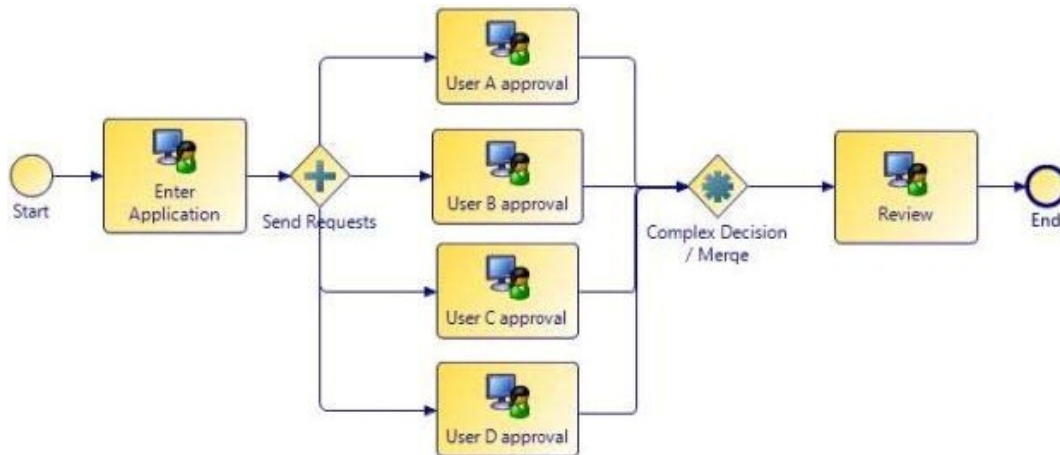 Start
Enter
Application
Send Requests
User A approval
User B approval
User C approval
User D approval
Complex Decision
/ Merge
Review
End